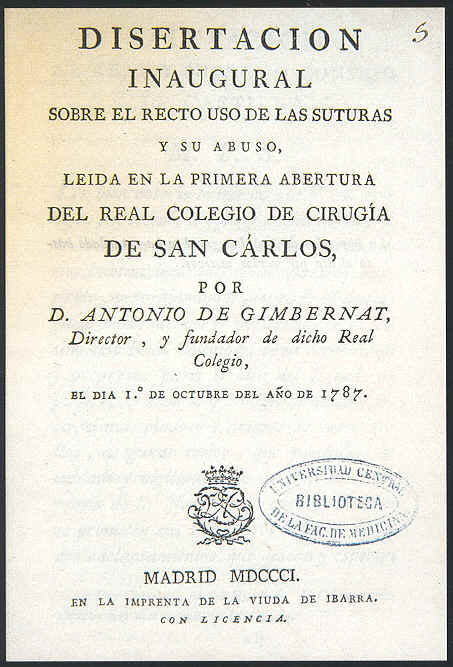 5
DISERTACION
INAUGURAL
SOBRE EL RECTO USO DE LAS SUTURAS
Y SU ABUSO,
LEIDA EN LA PRIMERA ABERTURA
DEL REAL COLEGIO DE CIRUGÍA
DE SAN CÁRLOS,
POR
D. ANTONIO DE GIMBERNAT,
Director, y fundador de dicho Real
Colegio,
EL DIA 1.º DE OCTUBRE DEL AÑO DE 1787.
UNIVERSIDAD CENTRAL
BIBLIOTECA
DE LA FAC. DE MEDICINA
MADRID MDCCCI.
EN LA IMPRENTA DE LA VIUDA DE IBARRA.
CON LICENCIA.